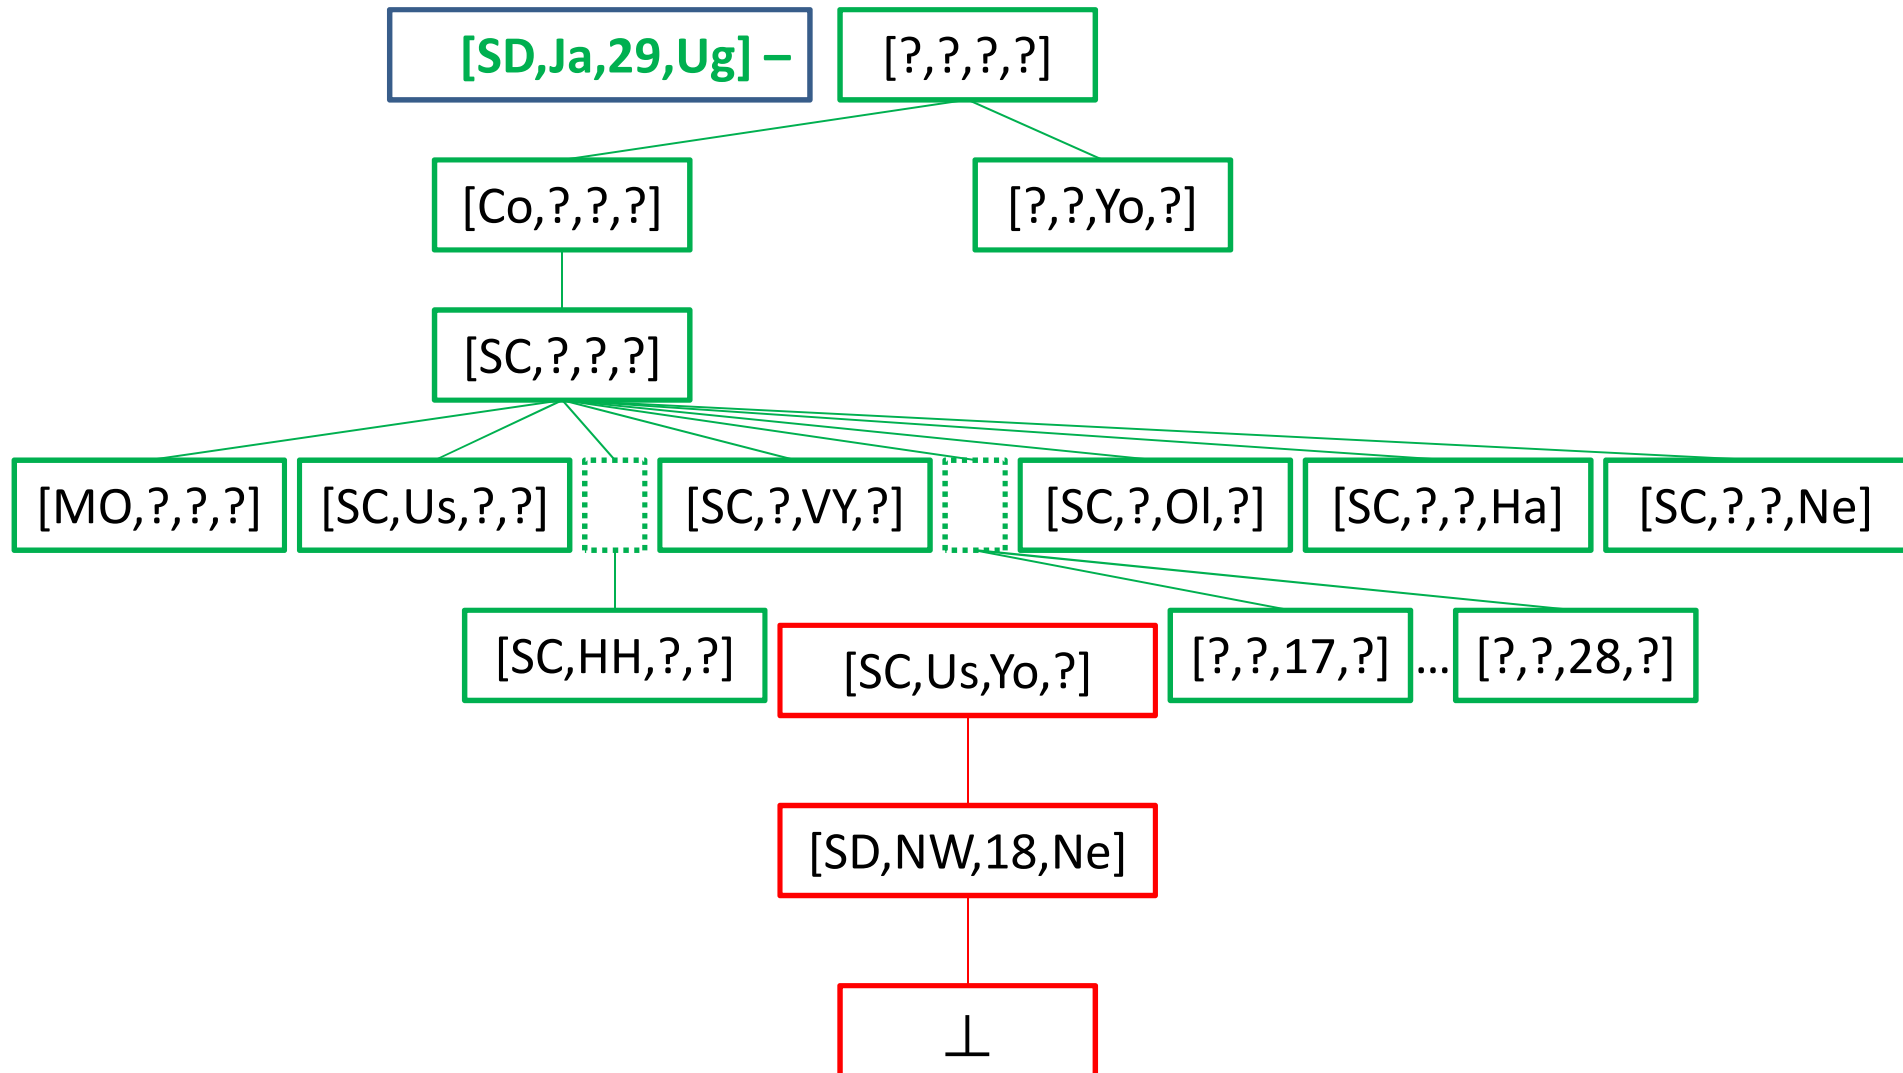 [SD,Ja,29,Ug] – [?,?,?,?]
[Co,?,?,?] [?,?,Yo,?]
[SC,?,?,?]
[MO,?,?,?] [SC,Us,?,?] [SC,?,VY,?] [SC,?,Ol,?] [SC,?,?,Ha] [SC,?,?,Ne]
[SC,HH,?,?] [SC,Us,Yo,?] [?,?,17,?] ... [?,?,28,?]
[SD,NW,18,Ne]
⊥